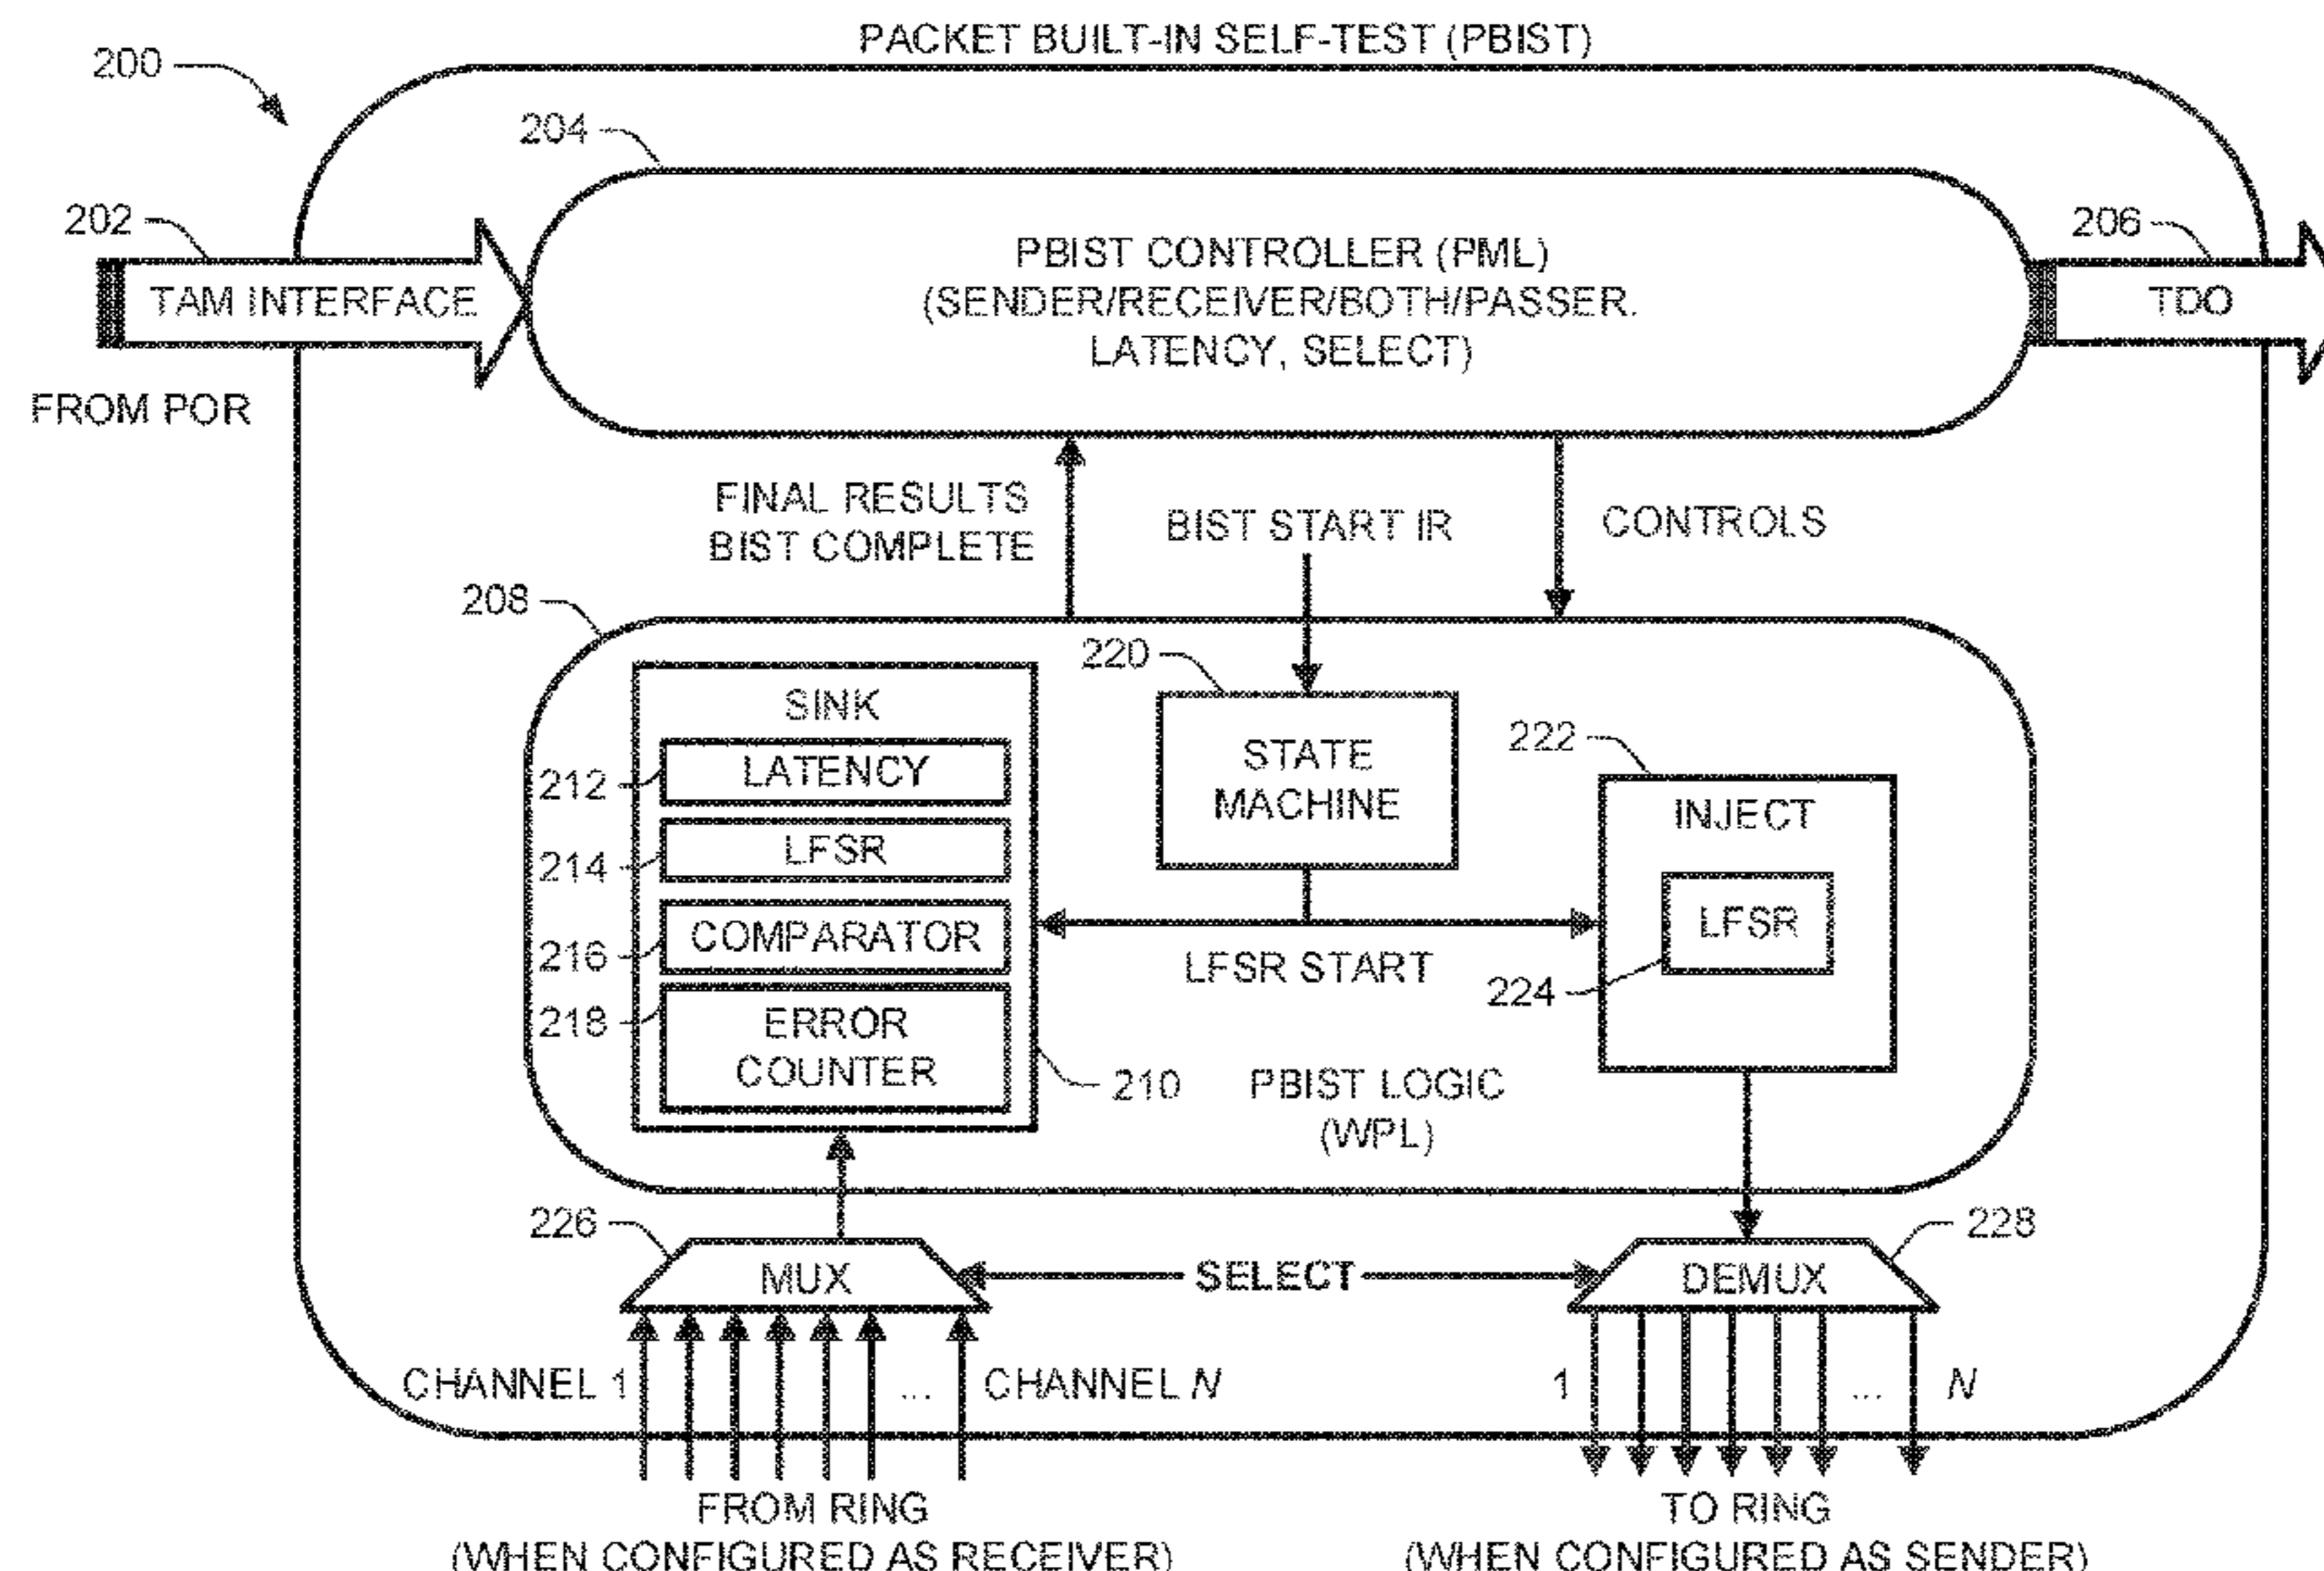 PACKET BUILT-IN SELF-TEST (PBIST)
200
204
202
206
TAM INTERFACE
PBIST CONTROLLER (PML)
(SENDER/RECEIVER/BOTH/PASSER.
LATENCY, SELECT)
TDO
FROM POR
FINAL RESULTS
BIST COMPLETE
BIST START IR
CONTROLS
208
220
SINK
222
STATE
MACHINE
212
LATENCY
INJECT
214
LFSR
216
COMPARATOR
LFSR
LFSR START
224
218
ERROR
COUNTER
210
PBIST LOGIC
(WPL)
226
228
MUX
SELECT
DEMUX
CHANNEL 1
...
CHANNEL N
1
...
N
FROM RING
(WHEN CONFIGURED AS RECEIVER)
TO RING
(WHEN CONFIGURED AS SENDER)